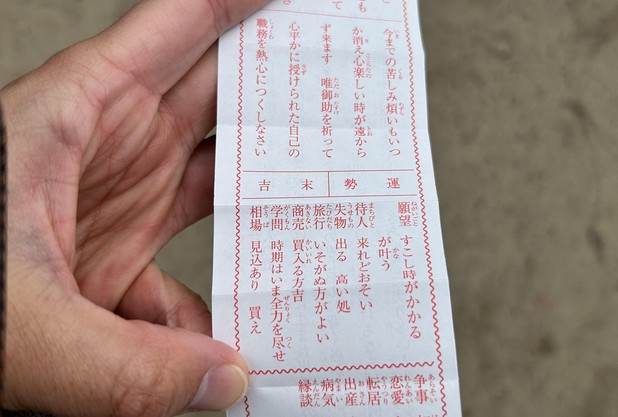 今までの苦しみ煩いもいつ
か消え心楽しい時が遠から
ず来ます 唯御助を祈って
心平かに授けられた自己の
職務を熱心につくしなさい
運勢 末吉
願望 すこし時がかかる
が叶う
待人 来れどおそい
失物 出る 高い処
旅行 いそがぬ方がよい
商売 買入る方吉
学問 時期はいま全力を尽せ
相場 見込あり 買え
争事
恋愛
転居
出産
病気
縁談